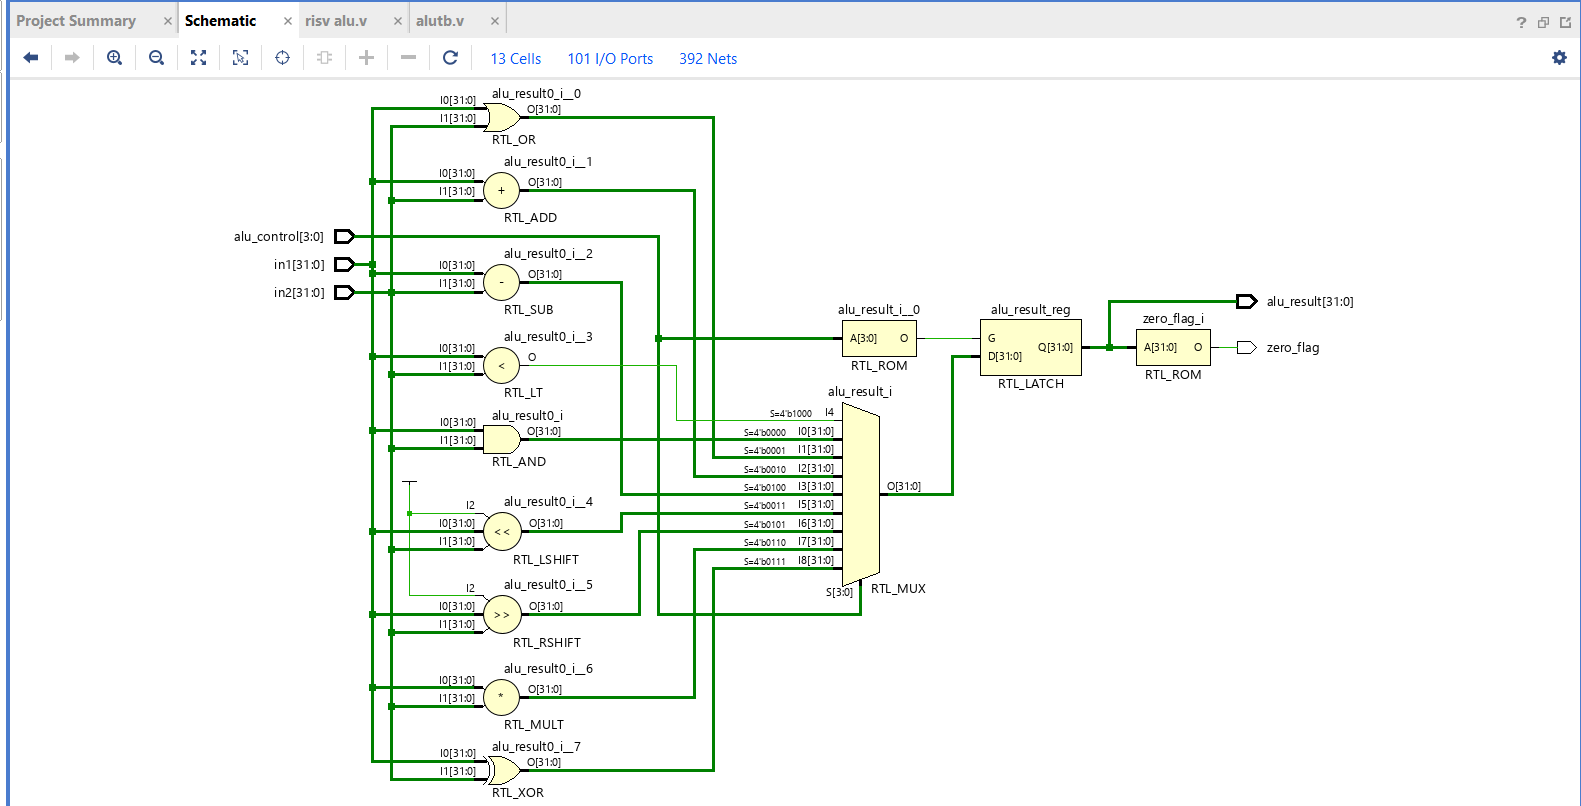 Project Summary × Schematic × risv alu.v × alutb.v ×
?
13 Cells 101 I/O Ports 392 Nets
alu_result0_i__0
I0[31:0]
I1[31:0]
O[31:0]
RTL_OR
alu_result0_i__1
I0[31:0]
I1[31:0]
+
O[31:0]
RTL_ADD
alu_control[3:0]
in1[31:0]
in2[31:0]
alu_result0_i__2
I0[31:0]
I1[31:0]
-
O[31:0]
RTL_SUB
alu_result0_i__3
I0[31:0]
I1[31:0]
<
O
RTL_LT
alu_result0_i
I0[31:0]
I1[31:0]
O[31:0]
RTL_AND
alu_result0_i__4
I2
I0[31:0]
I1[31:0]
<<
O[31:0]
RTL_LSHIFT
alu_result0_i__5
I2
I0[31:0]
I1[31:0]
>>
O[31:0]
RTL_RSHIFT
alu_result0_i__6
I0[31:0]
I1[31:0]
*
O[31:0]
RTL_MULT
alu_result0_i__7
I0[31:0]
I1[31:0]
O[31:0]
RTL_XOR
alu_result_i__0
A[3:0] O
RTL_ROM
alu_result_i
S=4'b1000 I4
S=4'b0000 I0[31:0]
S=4'b0001 I1[31:0]
S=4'b0010 I2[31:0]
S=4'b0100 I3[31:0]
S=4'b0011 I5[31:0]
S=4'b0101 I6[31:0]
S=4'b0110 I7[31:0]
S=4'b0111 I8[31:0]
O[31:0]
S[3:0]
RTL_MUX
alu_result_reg
G
D[31:0]
Q[31:0]
RTL_LATCH
alu_result[31:0]
zero_flag_i
A[31:0] O
RTL_ROM
zero_flag